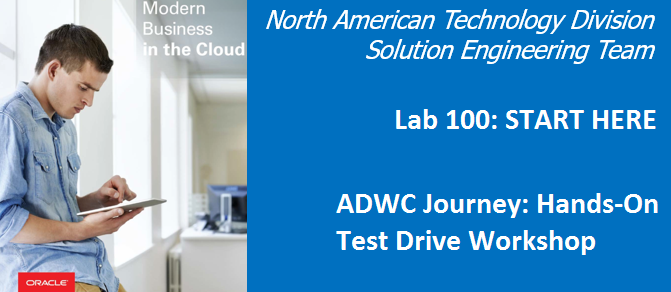 Modern
Business
in the Cloud
ORACLE
North American Technology Division
Solution Engineering Team
Lab 100: START HERE
ADWC Journey: Hands-On
Test Drive Workshop